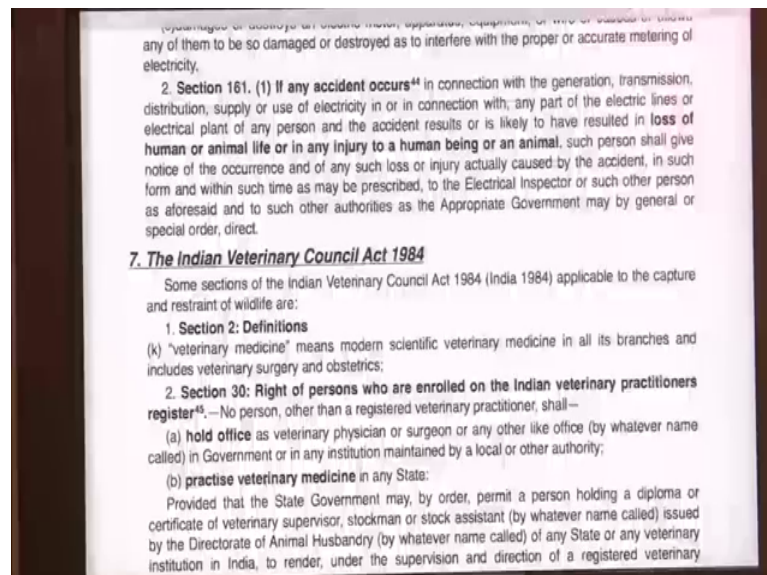 any of them to be so damaged or destroyed as to interfere with the proper or accurate metering of
electricity.
2. Section 161. (1) If any accident occurs⁴⁴ in connection with the generation, transmission,
distribution, supply or use of electricity in or in connection with, any part of the electric lines or
electrical plant of any person and the accident results or is likely to have resulted in loss of
human or animal life or in any injury to a human being or an animal, such person shall give
notice of the occurrence and of any such loss or injury actually caused by the accident, in such
form and within such time as may be prescribed, to the Electrical Inspector or such other person
as aforesaid and to such other authorities as the Appropriate Government may by general or
special order, direct.
7. The Indian Veterinary Council Act 1984
Some sections of the Indian Veterinary Council Act 1984 (India 1984) applicable to the capture
and restraint of wildlife are:
1. Section 2: Definitions
(k) "veterinary medicine" means modern scientific veterinary medicine in all its branches and
includes veterinary surgery and obstetrics;
2. Section 30: Right of persons who are enrolled on the Indian veterinary practitioners
register⁴⁵.—No person, other than a registered veterinary practitioner, shall—
(a) hold office as veterinary physician or surgeon or any other like office (by whatever name
called) in Government or in any institution maintained by a local or other authority;
(b) practise veterinary medicine in any State:
Provided that the State Government may, by order, permit a person holding a diploma or
certificate of veterinary supervisor, stockman or stock assistant (by whatever name called) issued
by the Directorate of Animal Husbandry (by whatever name called) of any State or any veterinary
institution in India, to render, under the supervision and direction of a registered veterinary